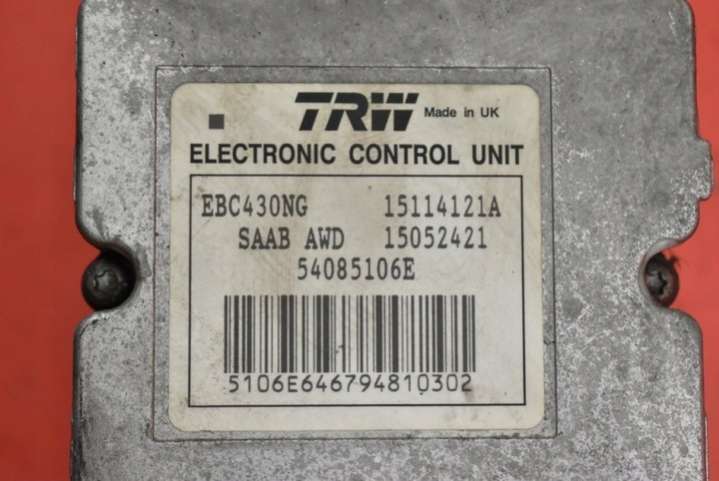 TRW Made in UK
ELECTRONIC CONTROL UNIT
EBC430NG 15114121A
SAAB AWD 15052421
54085106E
5106E646794810302